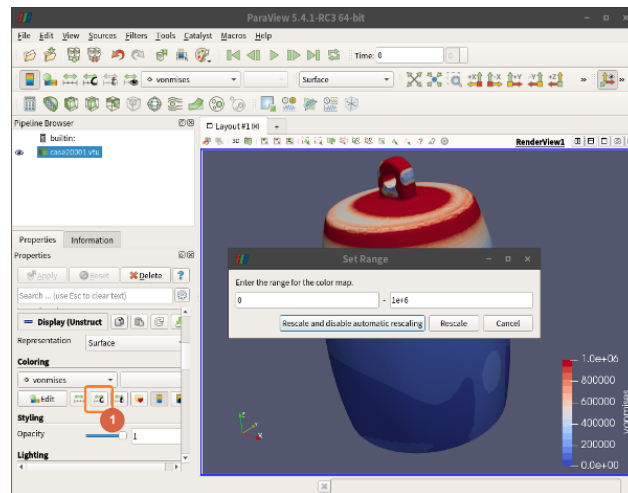 ParaView 5.4.1-RC3 64-bit
File Edit View Sources Filters Tools Catalyst Macros Help
Time: 0
0
vonmises
Surface
+X -X +Y -Y +Z
Pipeline Browser
builtin:
case20001.vtu
Layout #1
3D
RenderView1
Properties Information
Properties
Apply Reset Delete ?
Search ... (use Esc to clear text)
Display (Unstruct
Representation Surface
Coloring
vonmises
Edit
1
Styling
Opacity 1
Lighting
Set Range
Enter the range for the color map.
0 - 1e+6
Rescale and disable automatic rescaling Rescale Cancel
1.0e+06
800000
600000
400000
200000
0.0e+00
vonmises
Y
Z
X